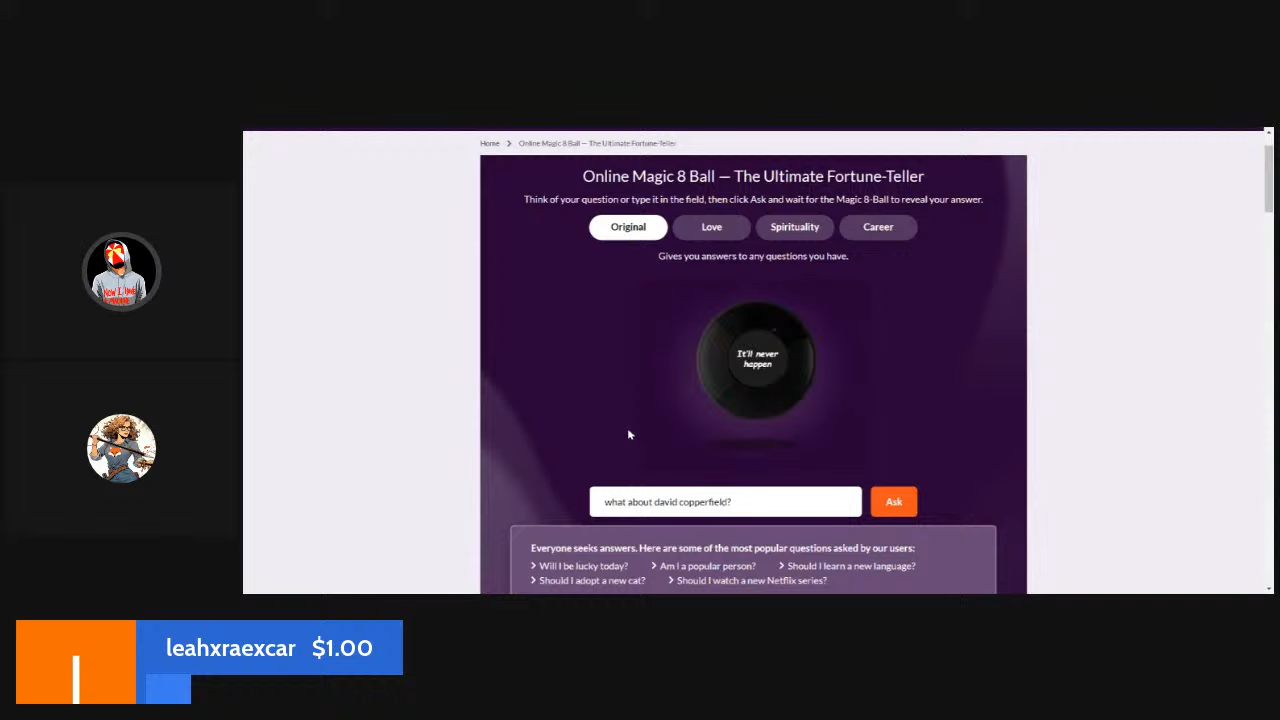 Home > Online Magic 8 Ball — The Ultimate Fortune-Teller
Online Magic 8 Ball — The Ultimate Fortune-Teller
Think of your question or type it in the field, then click Ask and wait for the Magic 8-Ball to reveal your answer.
Original Love Spirituality Career
Gives you answers to any questions you have.
It'll never
happen
NOW I HAVE
A MACHINE
what about david copperfield? Ask
Everyone seeks answers. Here are some of the most popular questions asked by our users:
> Will I be lucky today? > Am I a popular person? > Should I learn a new language?
> Should I adopt a new cat? > Should I watch a new Netflix series?
leahxraexcar $1.00